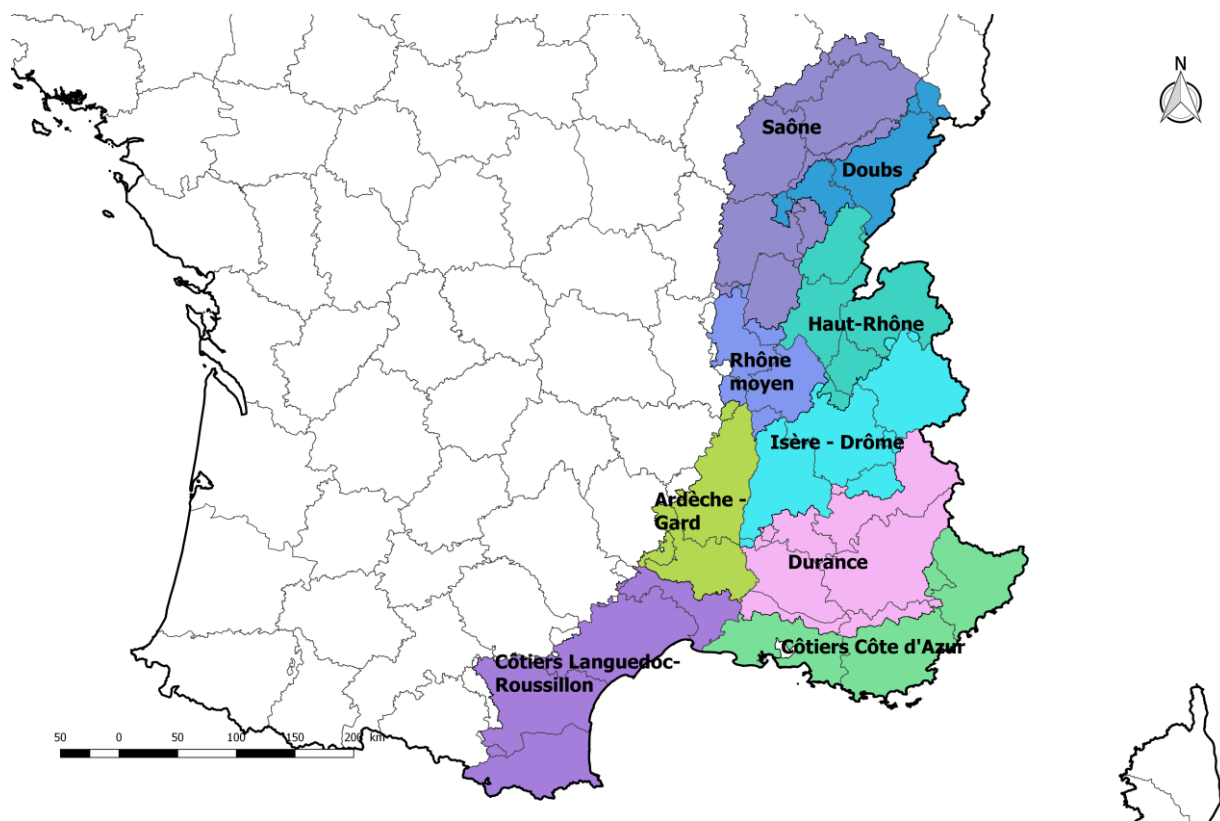 N
Saône
Doubs
Haut-Rhône
Rhône
moyen
Isère - Drôme
Ardèche -
Gard
Durance
Côtiers Côte d'Azur
Côtiers Languedoc-
Roussillon
50 0 50 100 150 200 km